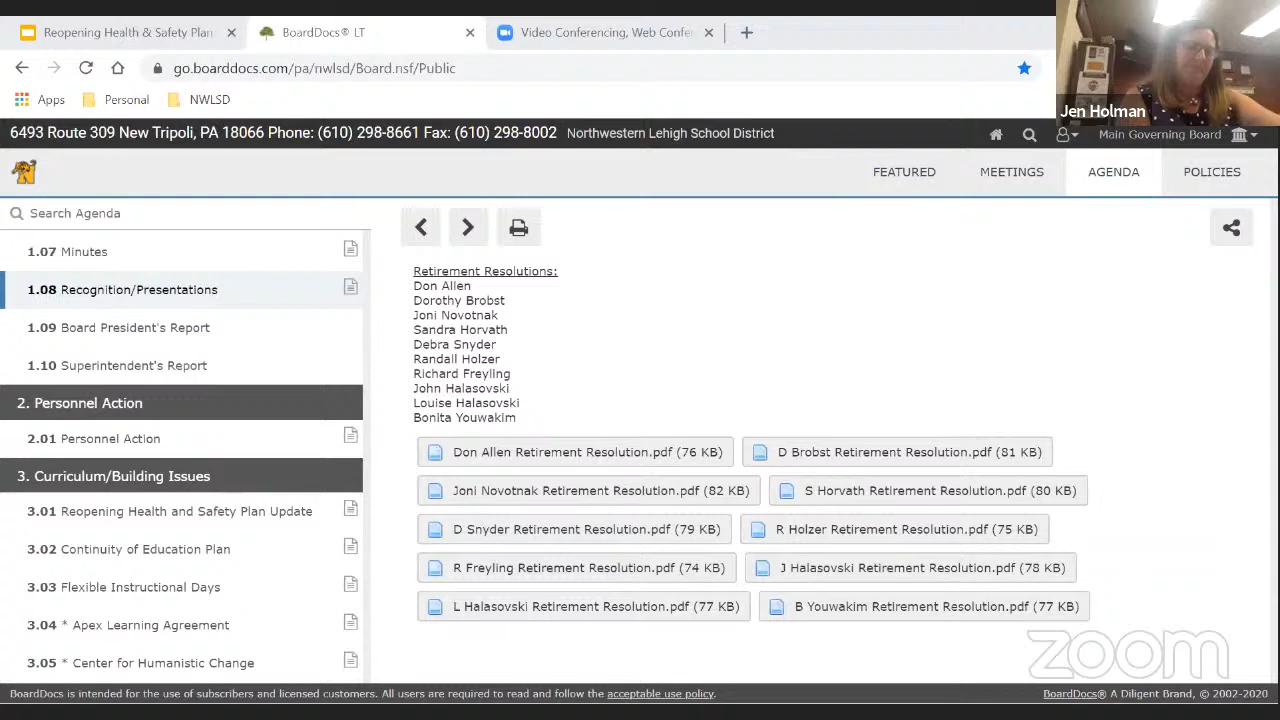 Reopening Health & Safety Plan
BoardDocs® LT
Video Conferencing, Web Confe
go.boarddocs.com/pa/nwlsd/Board.nsf/Public
Apps
Personal
NWLSD
Jen Holman
6493 Route 309 New Tripoli, PA 18066 Phone: (610) 298-8661 Fax: (610) 298-8002 Northwestern Lehigh School District
Main Governing Board
FEATURED
MEETINGS
AGENDA
POLICIES
Search Agenda
1.07 Minutes
1.08 Recognition/Presentations
1.09 Board President's Report
1.10 Superintendent's Report
2. Personnel Action
2.01 Personnel Action
3. Curriculum/Building Issues
3.01 Reopening Health and Safety Plan Update
3.02 Continuity of Education Plan
3.03 Flexible Instructional Days
3.04 * Apex Learning Agreement
3.05 * Center for Humanistic Change
Retirement Resolutions:
Don Allen
Dorothy Brobst
Joni Novotnak
Sandra Horvath
Debra Snyder
Randall Holzer
Richard Freyling
John Halasovski
Louise Halasovski
Bonita Youwakim
Don Allen Retirement Resolution.pdf (76 KB)
D Brobst Retirement Resolution.pdf (81 KB)
Joni Novotnak Retirement Resolution.pdf (82 KB)
S Horvath Retirement Resolution.pdf (80 KB)
D Snyder Retirement Resolution.pdf (79 KB)
R Holzer Retirement Resolution.pdf (75 KB)
R Freyling Retirement Resolution.pdf (74 KB)
J Halasovski Retirement Resolution.pdf (78 KB)
L Halasovski Retirement Resolution.pdf (77 KB)
B Youwakim Retirement Resolution.pdf (77 KB)
zoom
BoardDocs is intended for the use of subscribers and licensed customers. All users are required to read and follow the acceptable use policy.
BoardDocs® A Diligent Brand, © 2002-2020